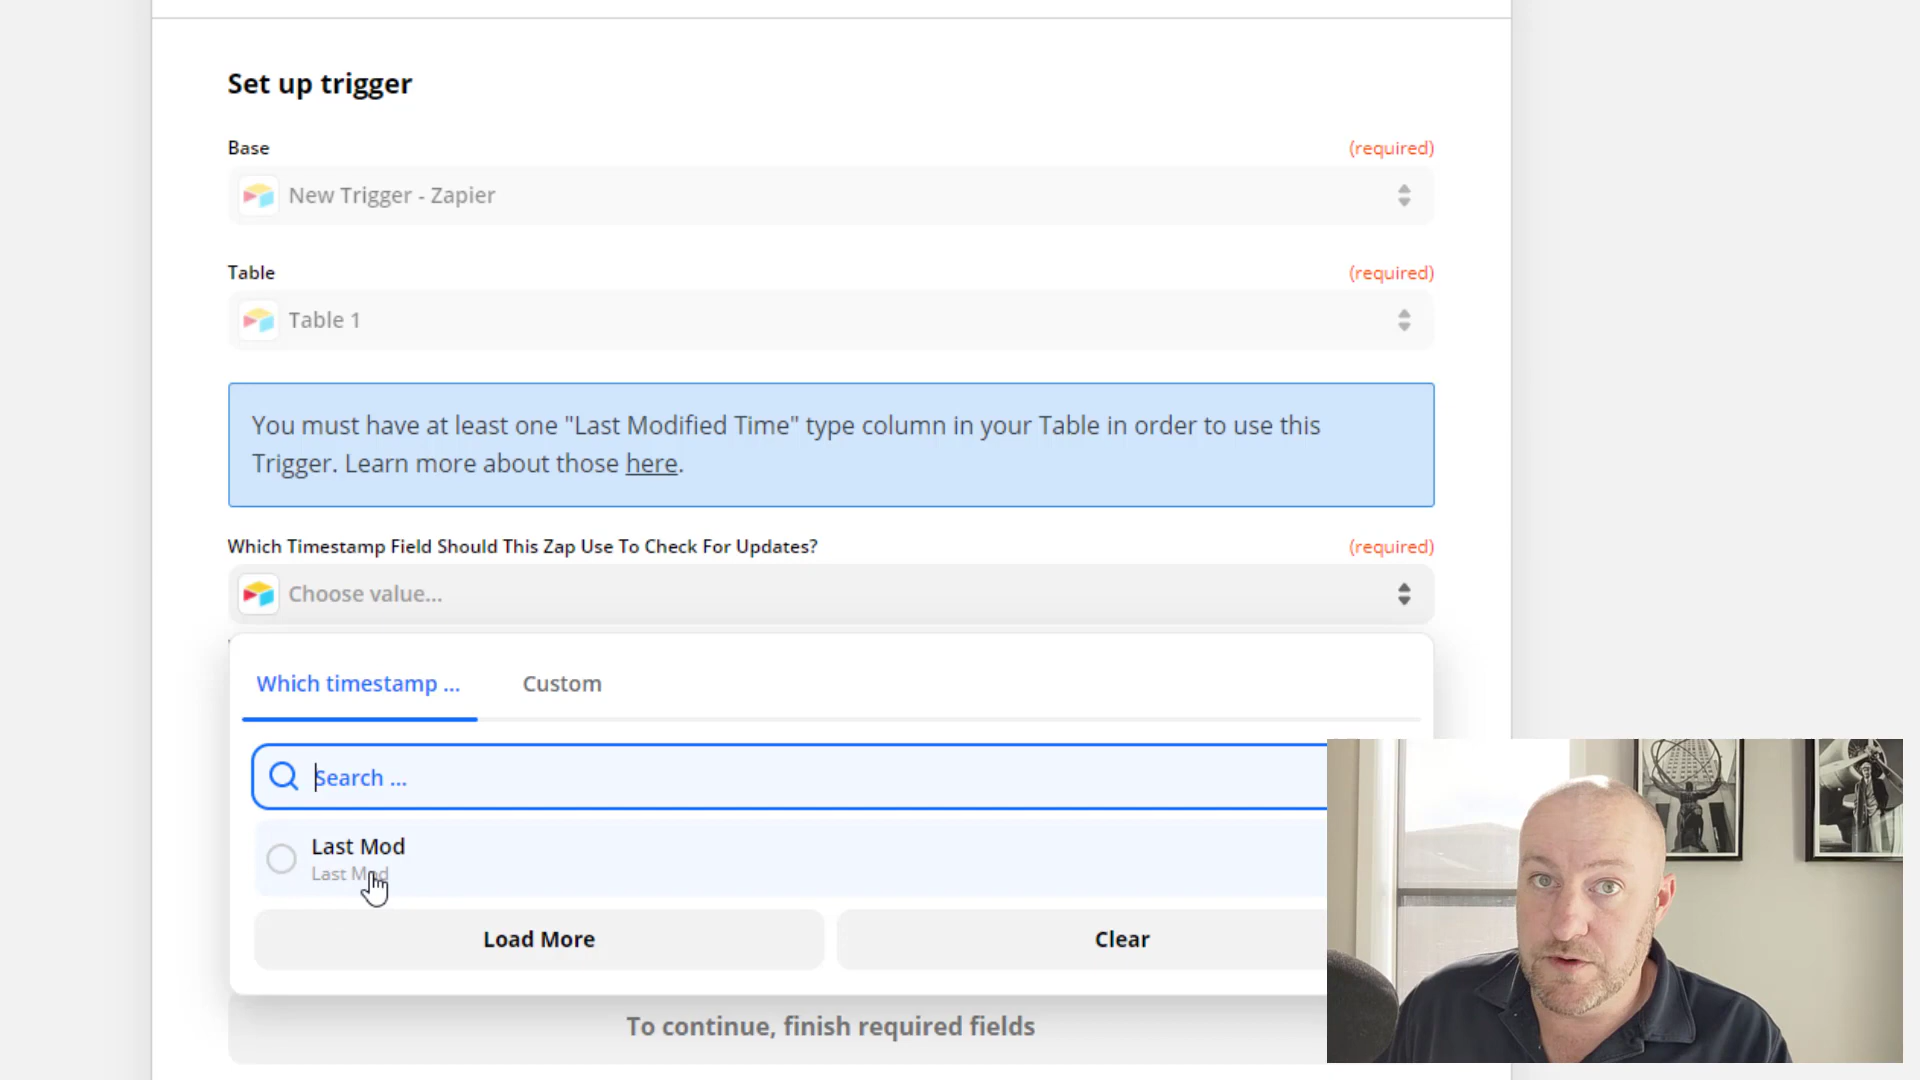 Set up trigger
Base (required)
New Trigger - Zapier
Table (required)
Table 1
You must have at least one "Last Modified Time" type column in your Table in order to use this
Trigger. Learn more about those here.
Which Timestamp Field Should This Zap Use To Check For Updates? (required)
Choose value...
Which timestamp ... Custom
Search ...
Last Mod
Last Mod
Load More Clear
To continue, finish required fields